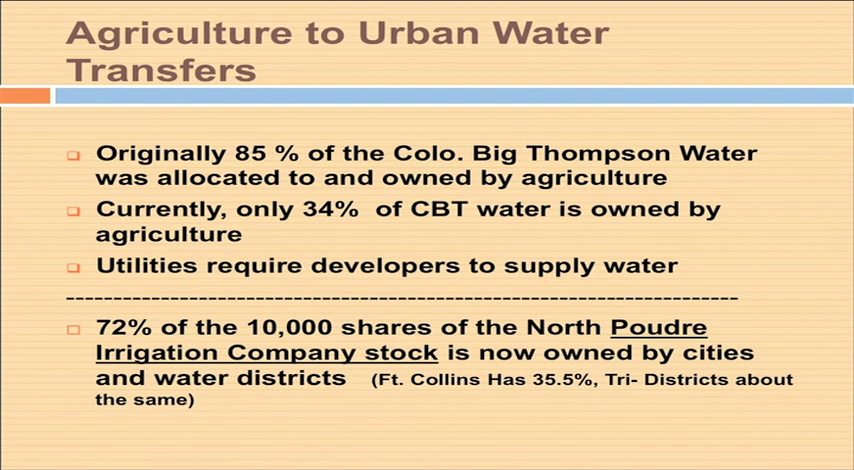 Agriculture to Urban Water
Transfers
Originally 85 % of the Colo. Big Thompson Water
was allocated to and owned by agriculture
Currently, only 34% of CBT water is owned by
agriculture
Utilities require developers to supply water
-----------------------------------------------------------------------
72% of the 10,000 shares of the North Poudre
Irrigation Company stock is now owned by cities
and water districts (Ft. Collins Has 35.5%, Tri- Districts about
the same)